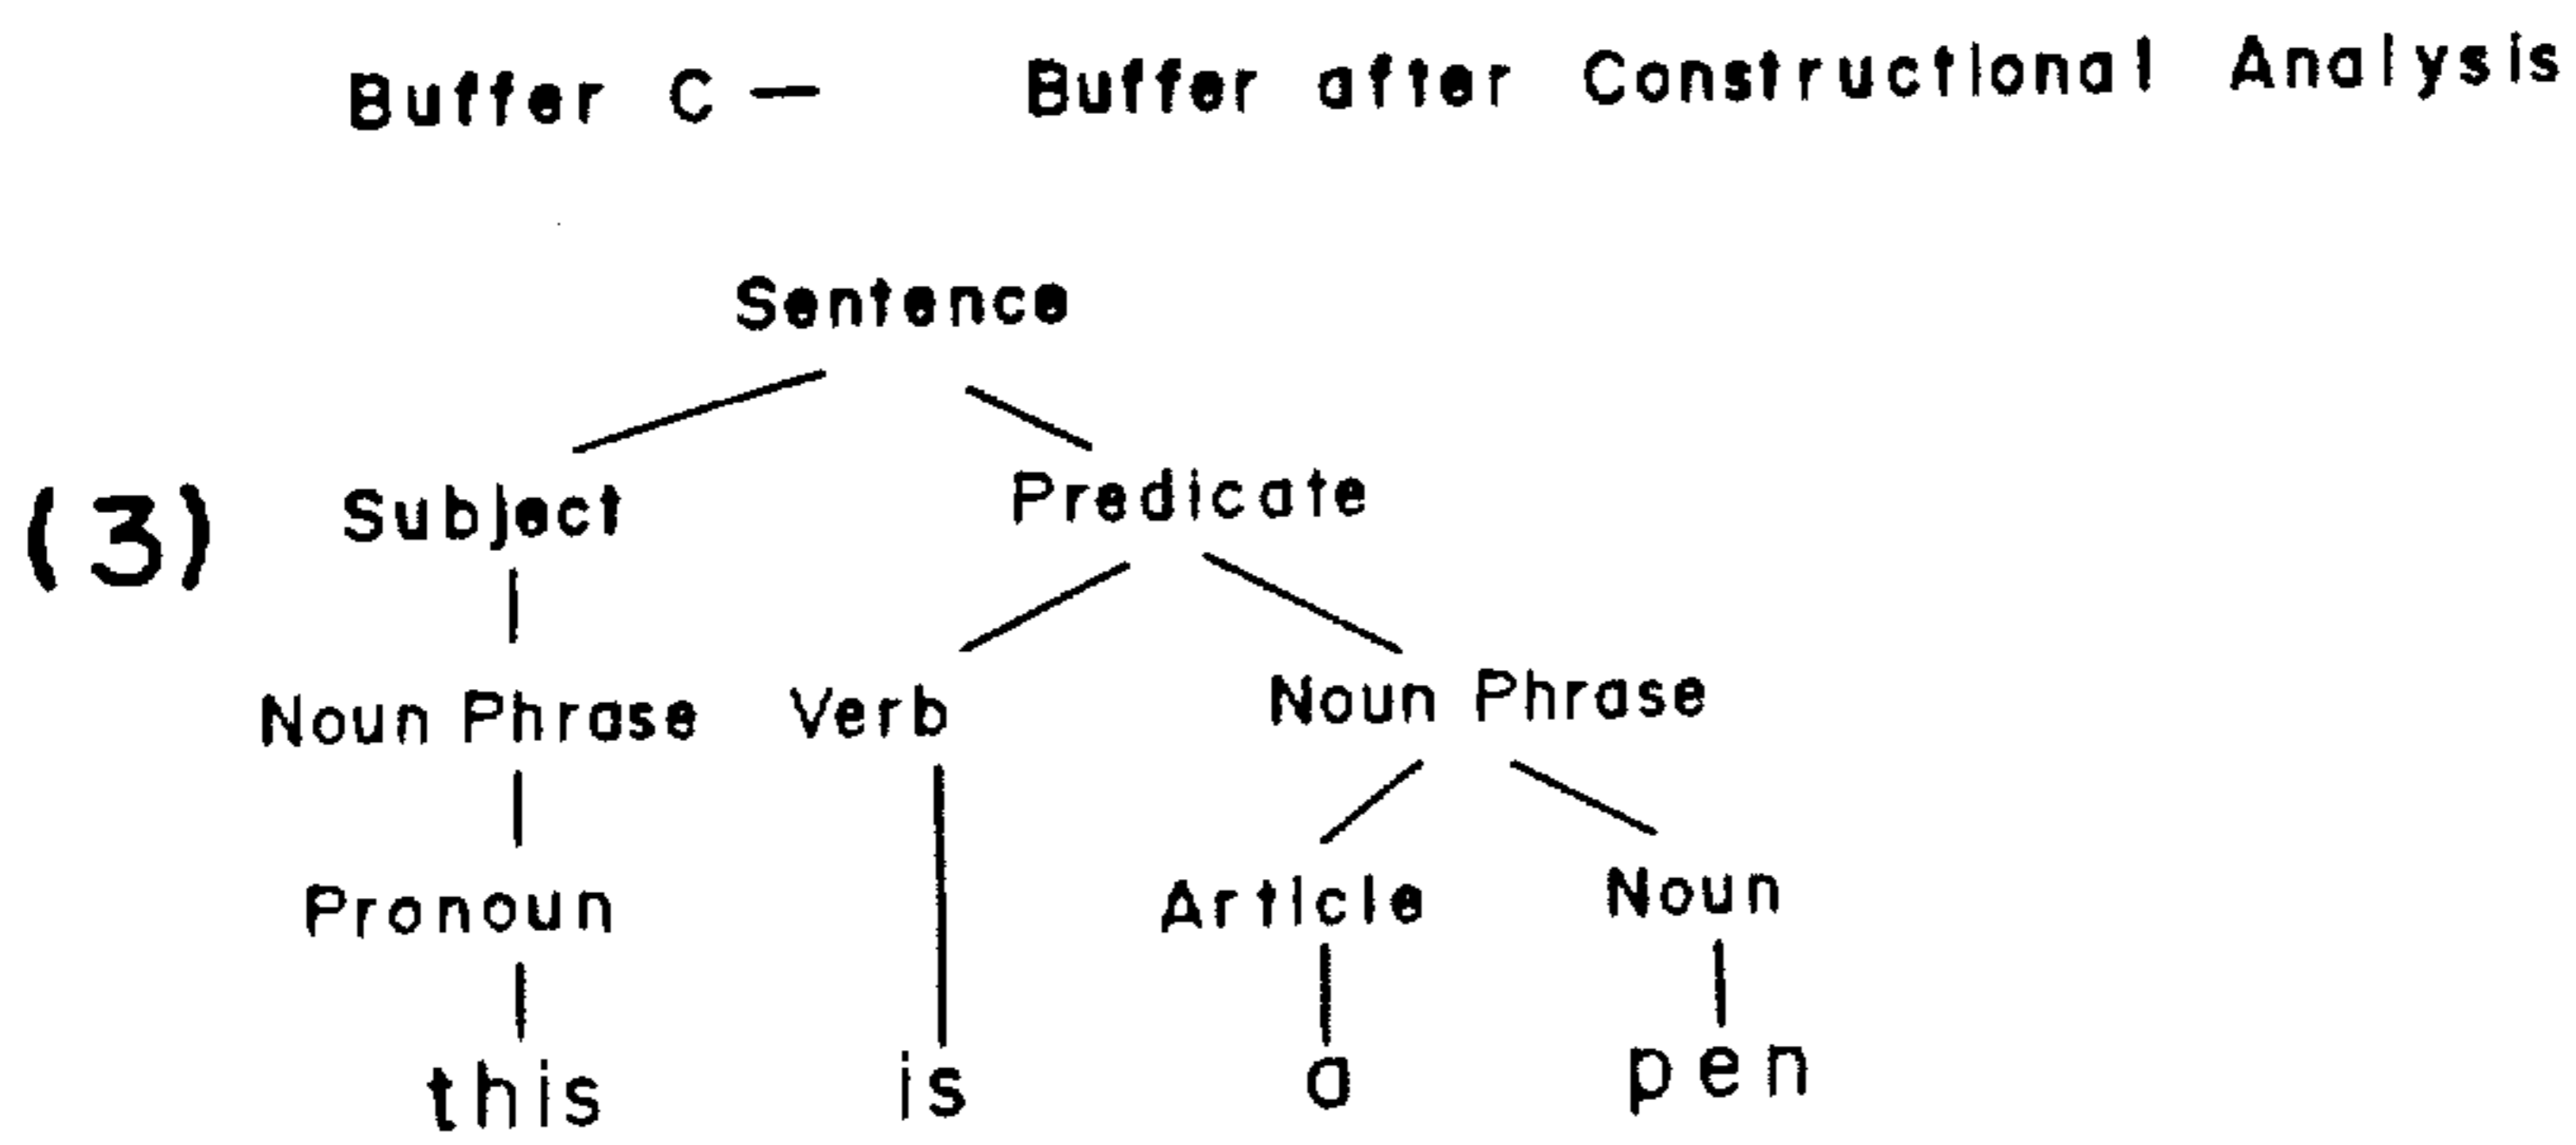 Buffer C — Buffer after Constructional Analysis
Sentence
(3) Subject Predicate
Noun Phrase Verb Noun Phrase
Pronoun Article Noun
this is a pen